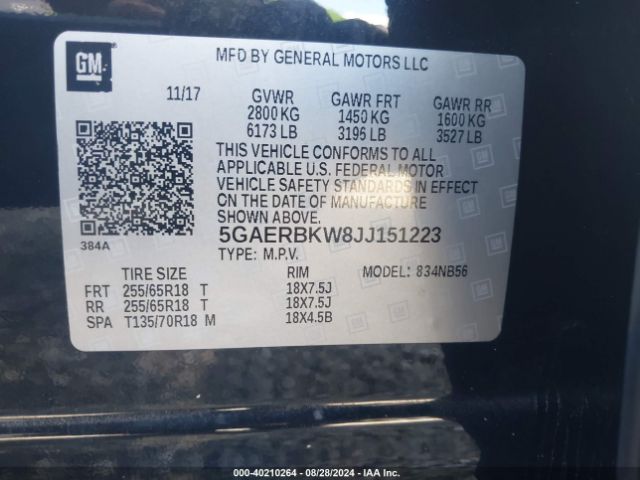 GM
MFD BY GENERAL MOTORS LLC
11/17 GVWR GAWR FRT GAWR RR
2800 KG 1450 KG 1600 KG
6173 LB 3196 LB 3527 LB
THIS VEHICLE CONFORMS TO ALL
APPLICABLE U.S. FEDERAL MOTOR
VEHICLE SAFETY STANDARDS IN EFFECT
ON THE DATE OF MANUFACTURE
SHOWN ABOVE.
384A
5GAERBKW8JJ151223
TYPE: M.P.V. MODEL: 834NB56
TIRE SIZE RIM
FRT 255/65R18 T 18X7.5J
RR 255/65R18 T 18X7.5J
SPA T135/70R18 M 18X4.5B
000-40210264 - 08/28/2024 - IAA Inc.